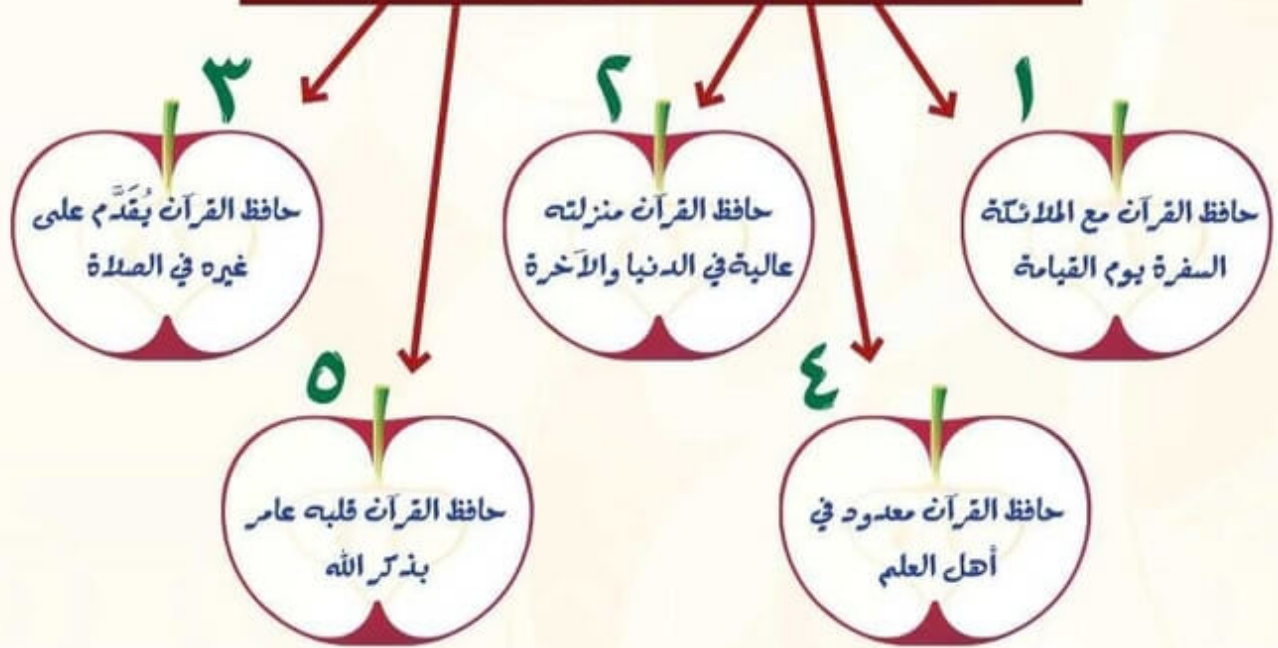 ١
حافظ القرآن مع الملائكة
السفرة يوم القيامة
٢
حافظ القرآن منزلته
عالية في الدنيا والآخرة
٣
حافظ القرآن يُقَدَّم على
غيره في الصلاة
٤
حافظ القرآن معدود في
أهل العلم
٥
حافظ القرآن قلبه عامر
بذكر الله